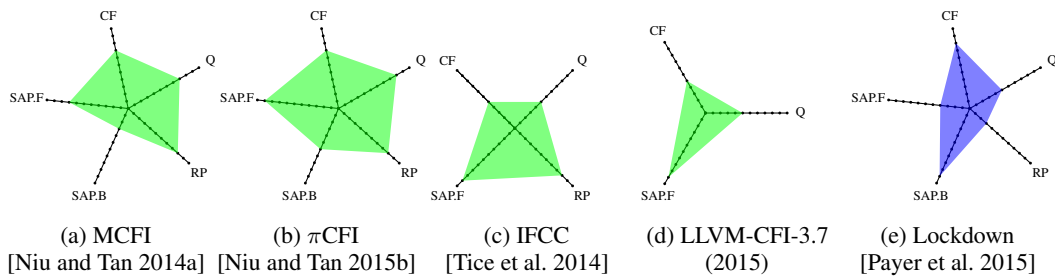 CF
Q
SAP.F
RP
SAP.B
(a) MCFI
[Niu and Tan 2014a]
CF
Q
SAP.F
RP
SAP.B
(b) πCFI
[Niu and Tan 2015b]
CF
Q
SAP.F
RP
(c) IFCC
[Tice et al. 2014]
CF
Q
SAP.F
(d) LLVM-CFI-3.7
(2015)
CF
Q
SAP.F
RP
SAP.B
(e) Lockdown
[Payer et al. 2015]